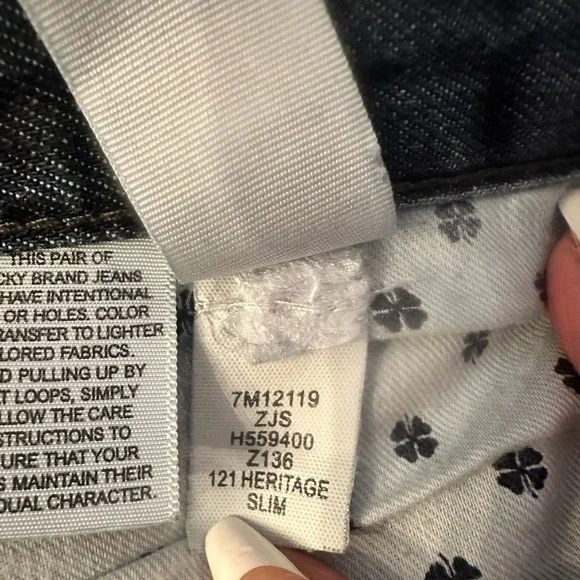 THIS PAIR OF
CKY BRAND JEANS
HAVE INTENTIONAL
OR HOLES. COLOR
TRANSFER TO LIGHTER
LORED FABRICS.
D PULLING UP BY
T LOOPS, SIMPLY
LLOW THE CARE
STRUCTIONS TO
URE THAT YOUR
S MAINTAIN THEIR
DUAL CHARACTER.
7M12119
ZJS
H559400
Z136
121 HERITAGE
SLIM